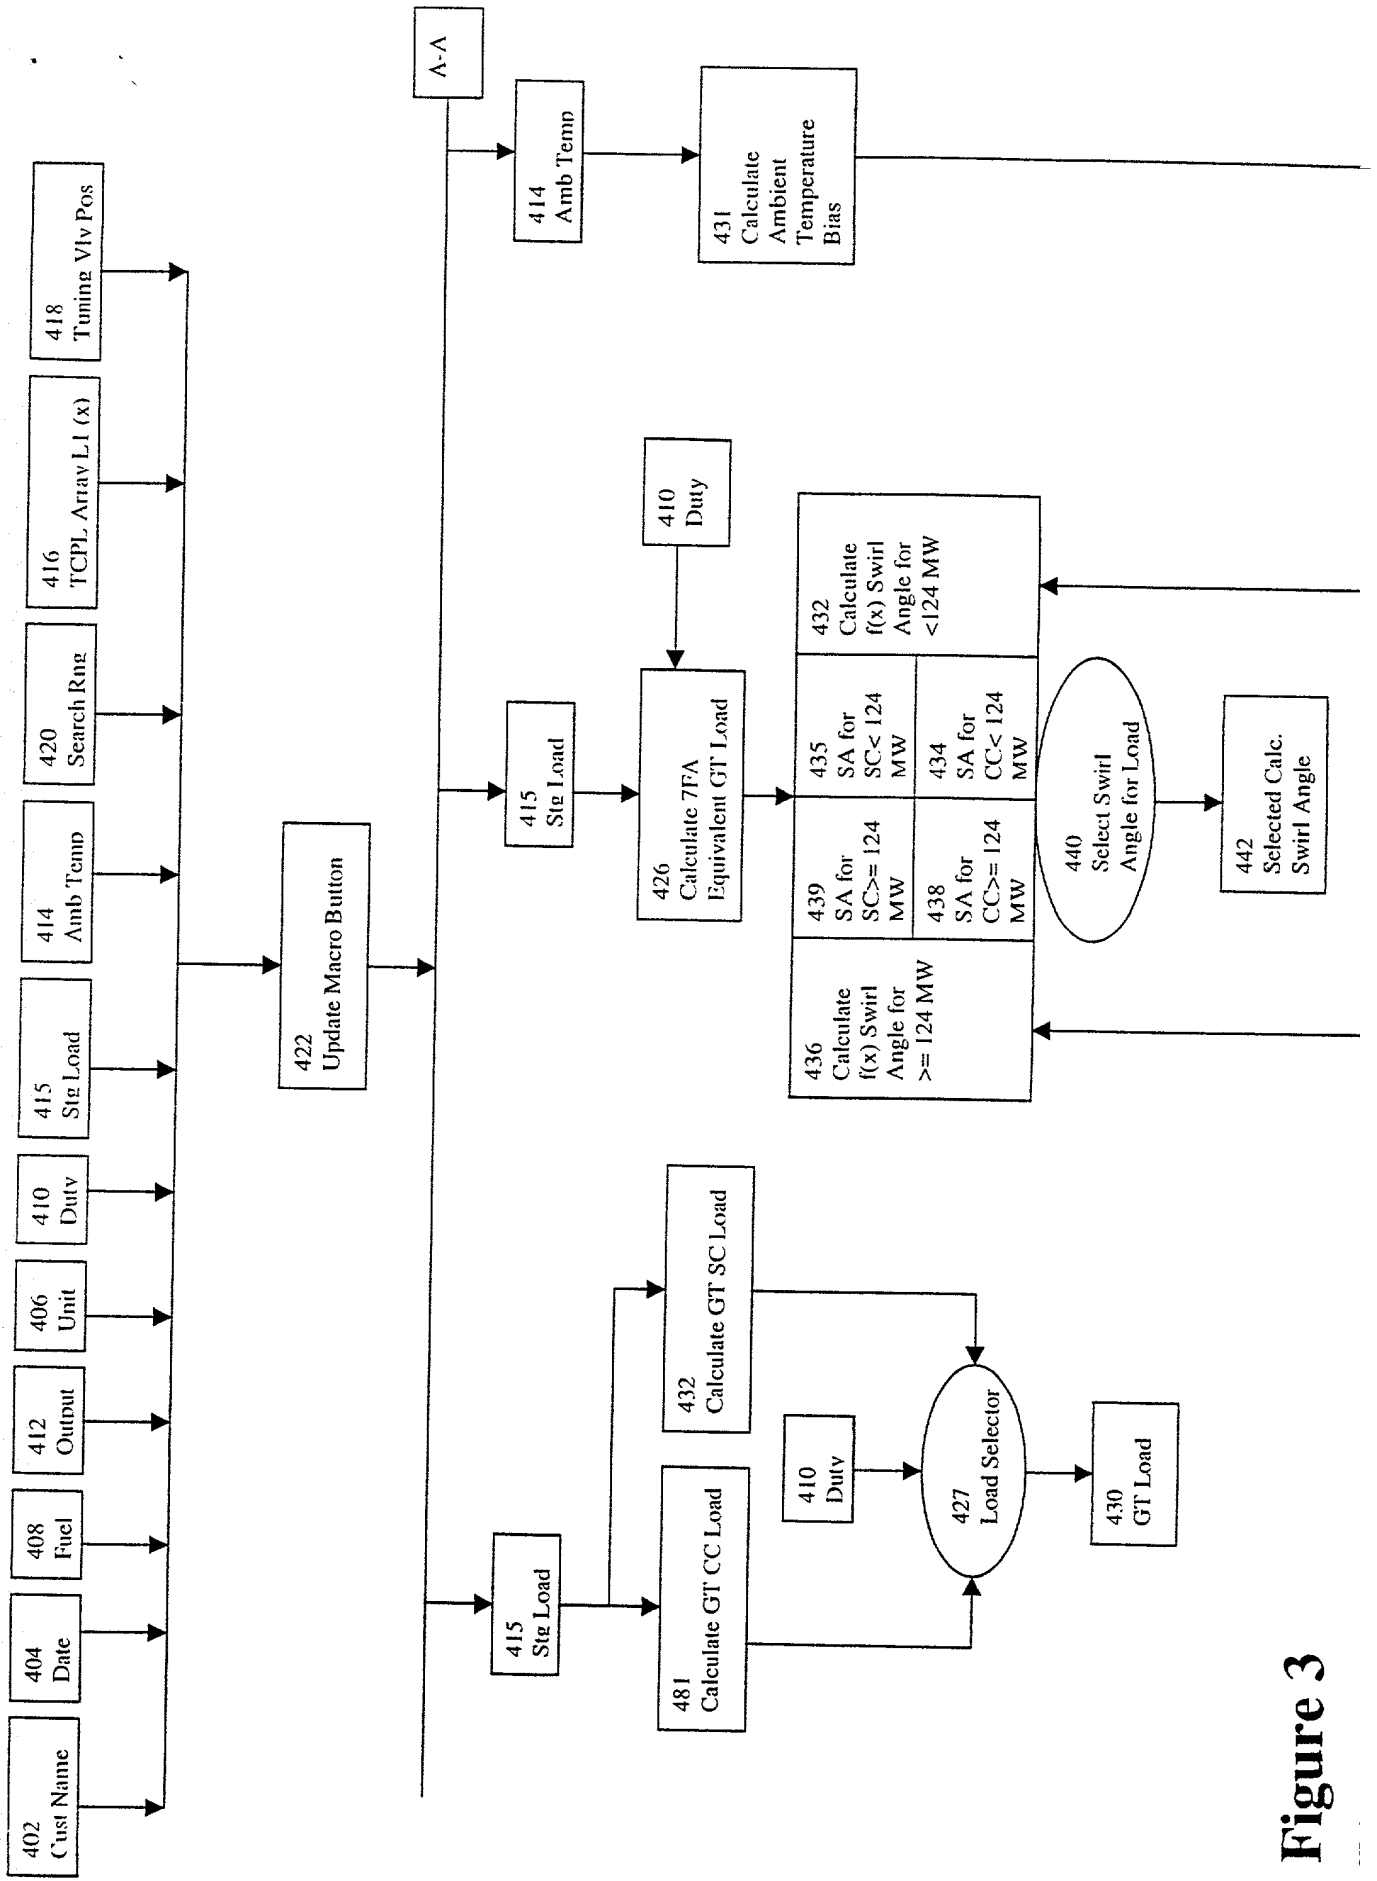 402
Cust Name
404
Date
408
Fuel
412
Output
406
Unit
410
Duty
415
Stg Load
414
Amb Temp
420
Search Rng
416
TCPL Array L1 (x)
418
Tuning Vlv Pos
422
Update Macro Button
A-A
415
Stg Load
481
Calculate GT CC Load
432
Calculate GT SC Load
410
Duty
427
Load Selector
430
GT Load
415
Stg Load
410
Duty
426
Calculate 7FA
Equivalent GT Load
436
Calculate
f(x) Swirl
Angle for
>= 124 MW
439
SA for
SC>= 124
MW
435
SA for
SC< 124
MW
438
SA for
CC>= 124
MW
434
SA for
CC< 124
MW
432
Calculate
f(x) Swirl
Angle for
<124 MW
440
Select Swirl
Angle for Load
442
Selected Calc.
Swirl Angle
414
Amb Temp
431
Calculate
Ambient
Temperature
Bias
Figure 3